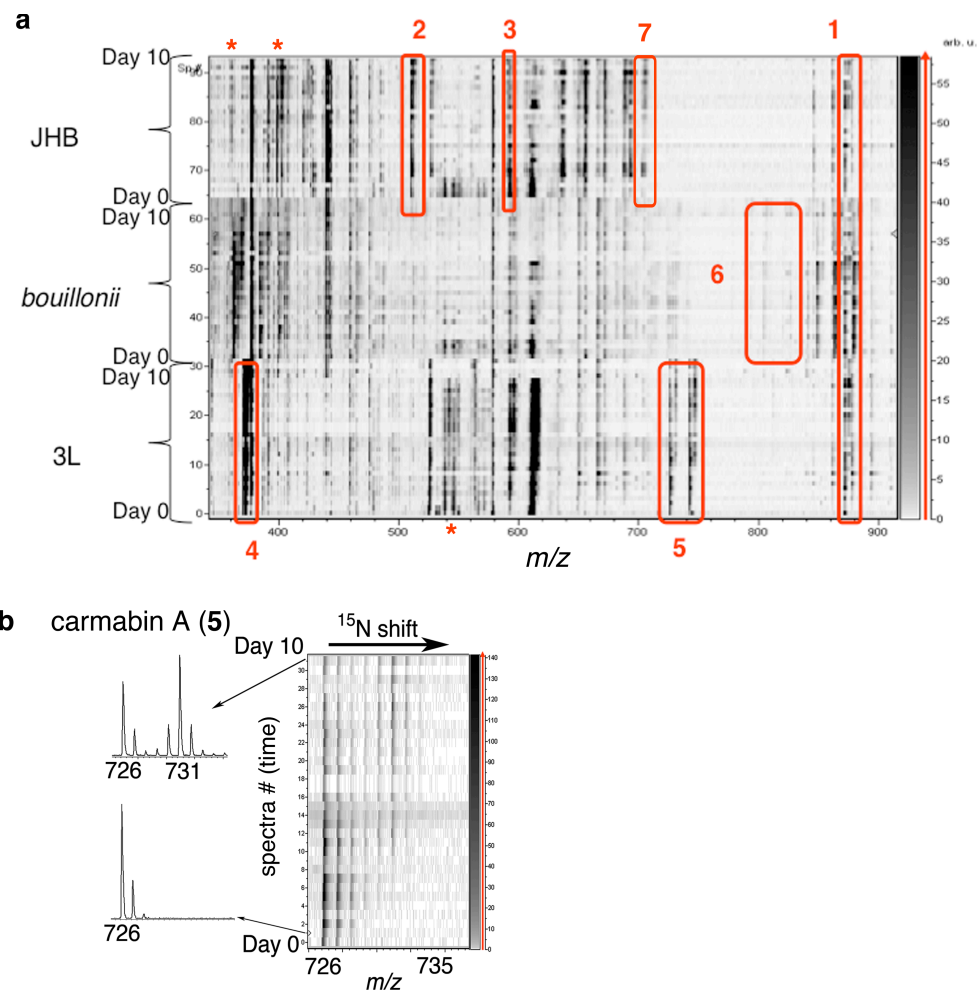 a
* * 2 3 7 1
Day 10
JHB
Day 0
Day 10
bouillonii
Day 0
Day 10
3L
Day 0
Sp.#
90
80
70
60
50
40
30
20
10
0
6
arb. u.
55
50
45
40
35
30
25
20
15
10
5
0
400 500 600 700 800 900
4 * 5
m/z
b carmabin A (5)
15N shift
Day 10
726 731
726
Day 0
spectra # (time)
30
28
26
24
22
20
18
16
14
12
10
8
6
4
2
0
140
130
120
110
100
90
80
70
60
50
40
30
20
10
0
726 735
m/z